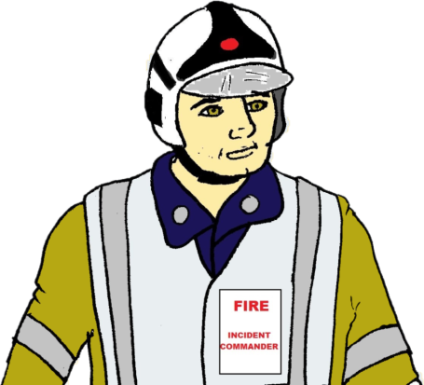 FIRE
INCIDENT
COMMANDER